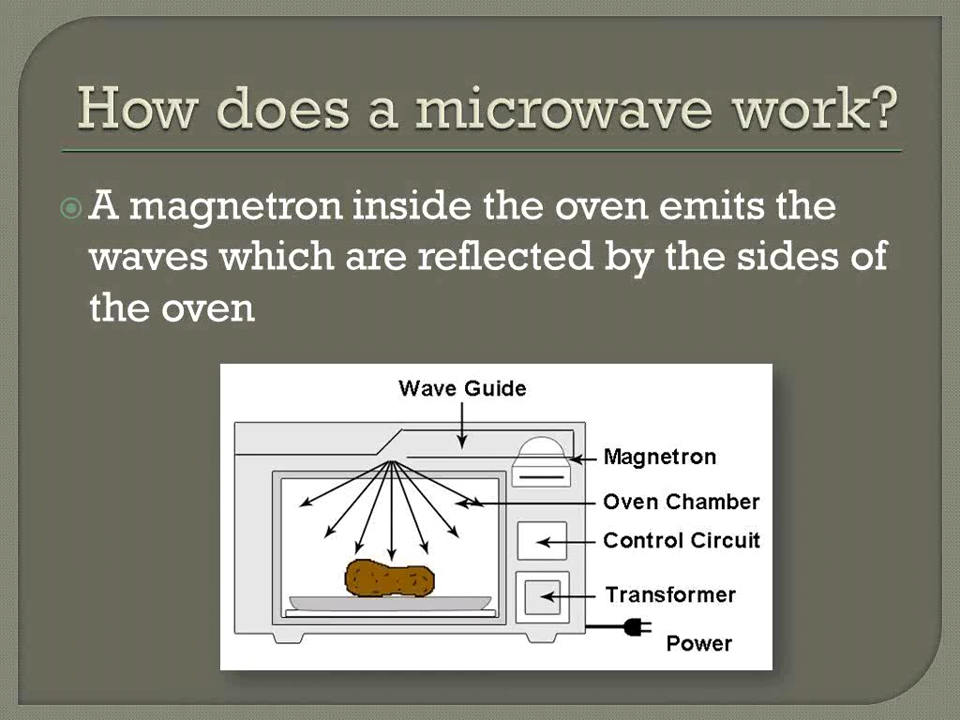 How does a microwave work?
A magnetron inside the oven emits the
waves which are reflected by the sides of
the oven
Wave Guide
Magnetron
Oven Chamber
Control Circuit
Transformer
Power